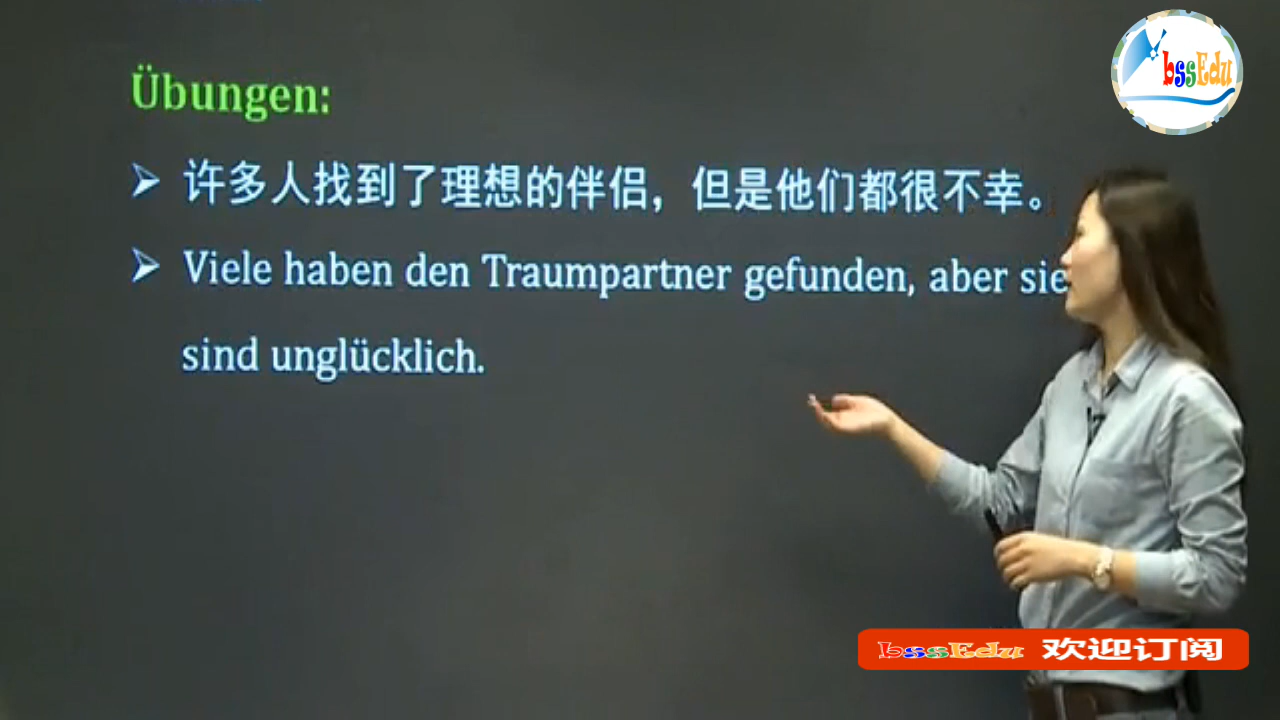 bssEdu
Übungen:
许多人找到了理想的伴侣，但是他们都很不幸。
Viele haben den Traumpartner gefunden, aber sie
sind unglücklich.
bssEdu 欢迎订阅